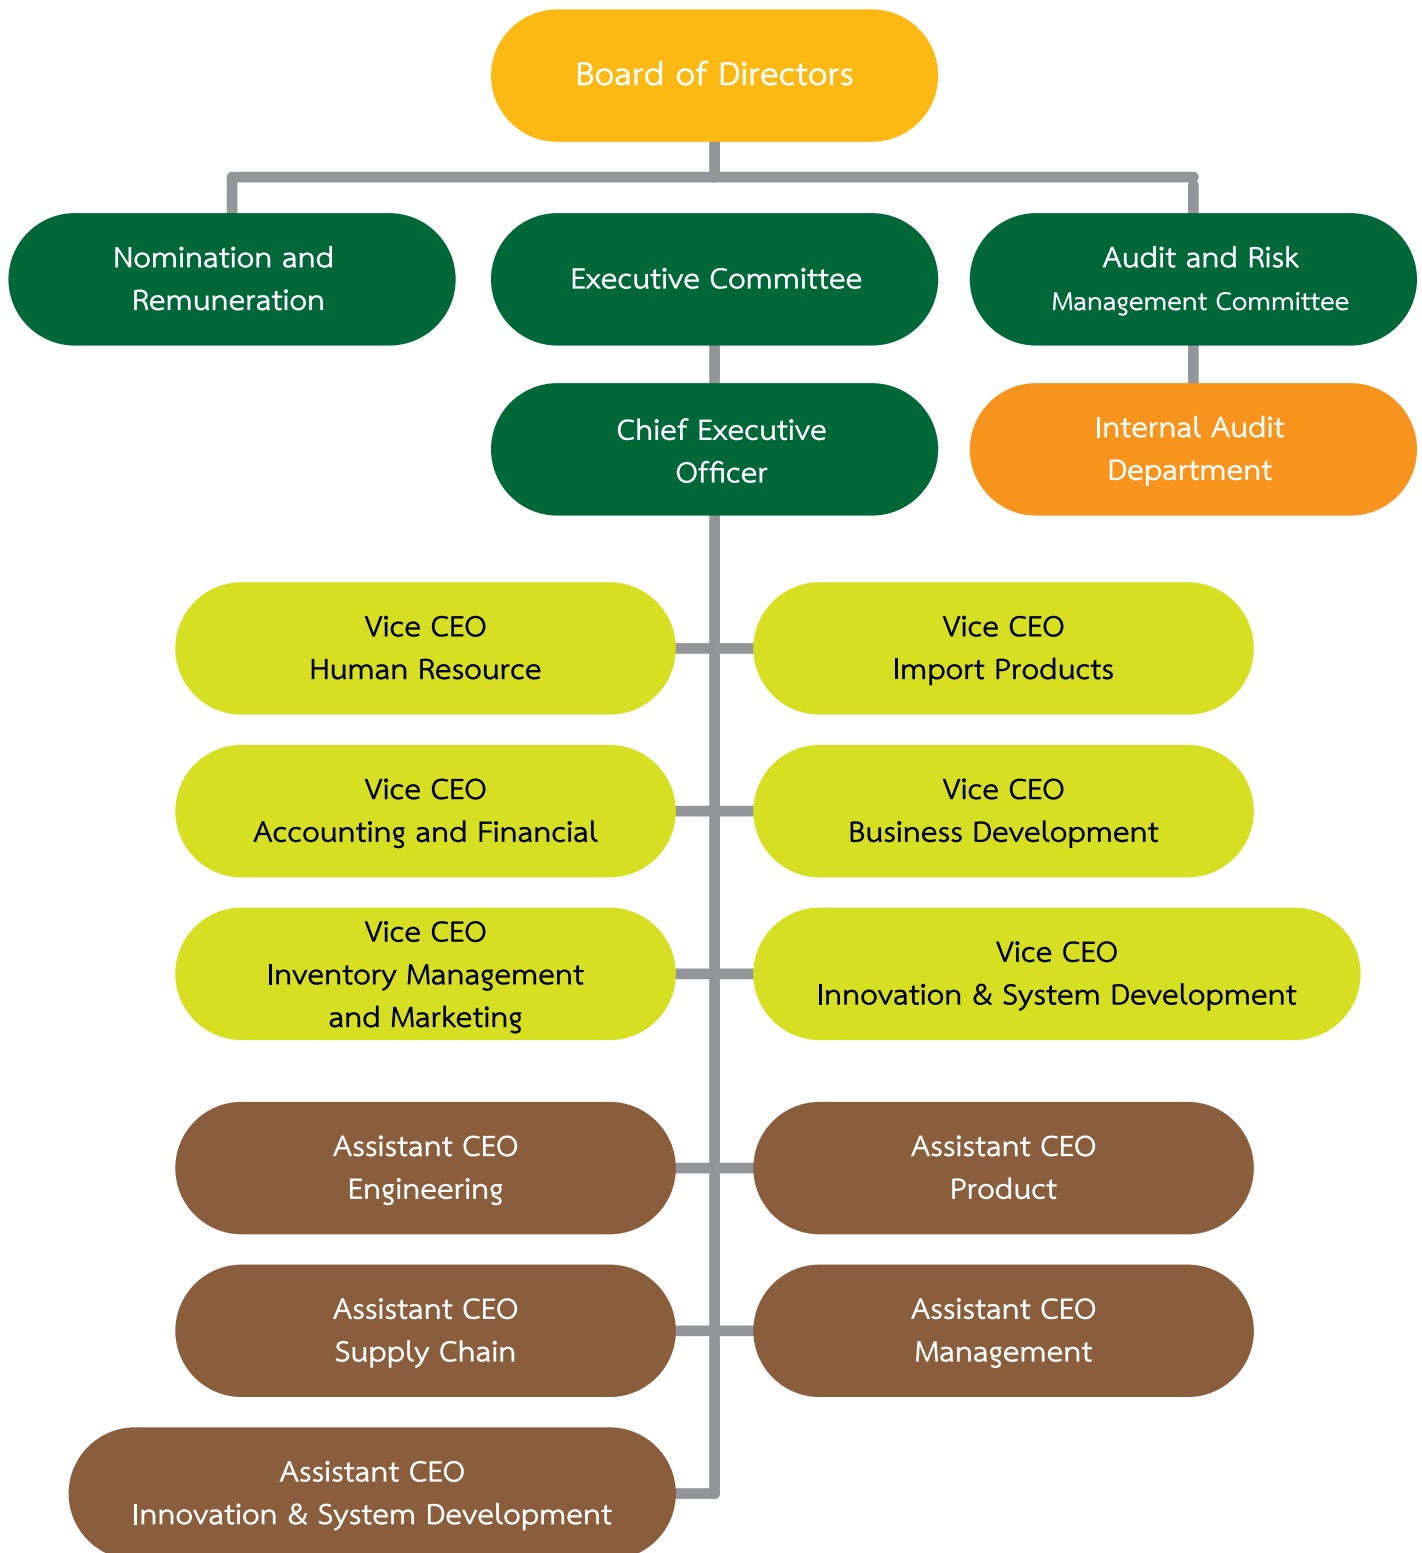 Board of Directors
Nomination and
Remuneration
Executive Committee
Audit and Risk
Management Committee
Chief Executive
Officer
Internal Audit
Department
Vice CEO
Human Resource
Vice CEO
Import Products
Vice CEO
Accounting and Financial
Vice CEO
Business Development
Vice CEO
Inventory Management
and Marketing
Vice CEO
Innovation & System Development
Assistant CEO
Engineering
Assistant CEO
Product
Assistant CEO
Supply Chain
Assistant CEO
Management
Assistant CEO
Innovation & System Development